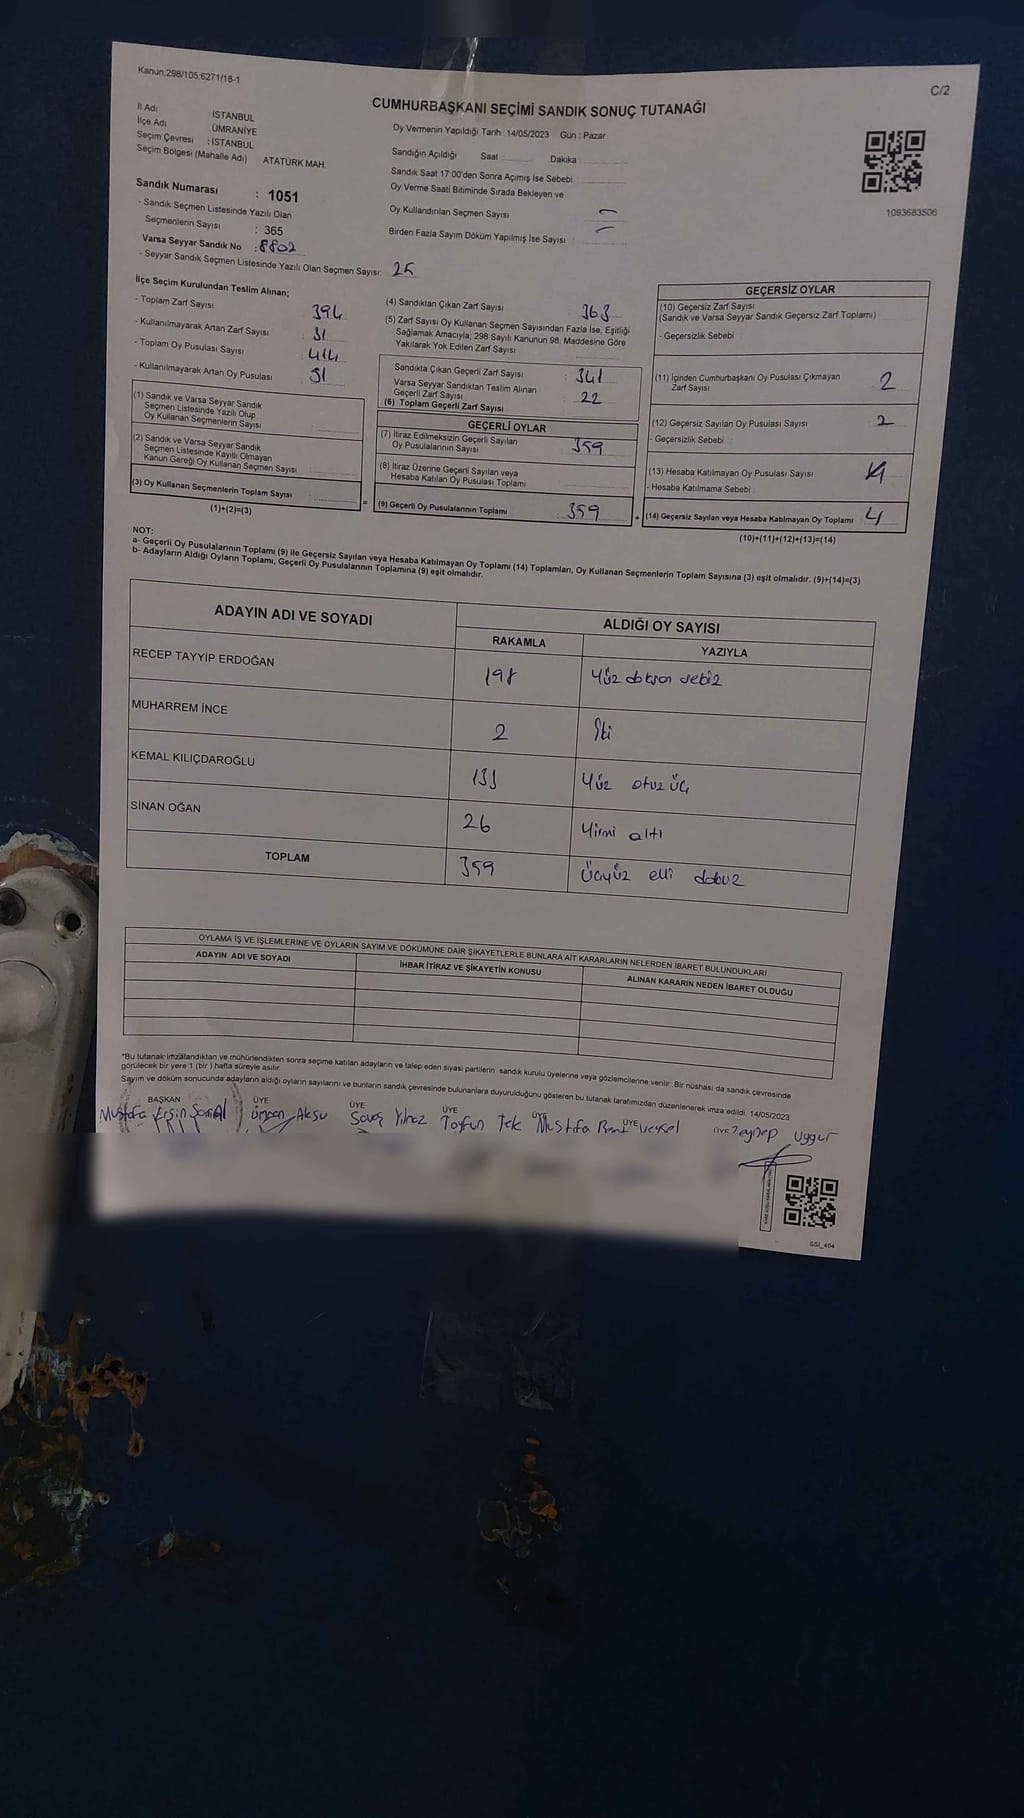 Kanun:298/105;6271/18-1
C/2
CUMHURBAŞKANI SEÇİMİ SANDIK SONUÇ TUTANAĞI
İl Adı : İSTANBUL
İlçe Adı : ÜMRANİYE
Seçim Çevresi : İSTANBUL
Seçim Bölgesi (Mahalle Adı) ATATÜRK MAH.
Sandık Numarası : 1051
- Sandık Seçmen Listesinde Yazılı Olan
Seçmenlerin Sayısı : 365
Varsa Seyyar Sandık No : 8802
- Seyyar Sandık Seçmen Listesinde Yazılı Olan Seçmen Sayısı: 25
Oy Vermenin Yapıldığı Tarih :14/05/2023 Gün : Pazar
Sandığın Açıldığı Saat ........ Dakika ........
Sandık Saat 17:00'den Sonra Açımış İse Sebebi :
Oy Verme Saati Bitiminde Sırada Bekleyen ve
Oy Kullandırılan Seçmen Sayısı –
Birden Fazla Sayım Döküm Yapılmış İse Sayısı : –
1093683506
İlçe Seçim Kurulundan Teslim Alınan;
- Toplam Zarf Sayısı 394
- Kullanılmayarak Artan Zarf Sayısı : 31
- Toplam Oy Pusulası Sayısı 414
- Kullanılmayarak Artan Oy Pusulası 51
(1) Sandık ve Varsa Seyyar Sandık
Seçmen Listesinde Yazılı Olup
Oy Kullanan Seçmenlerin Sayısı
(2) Sandık ve Varsa Seyyar Sandık
Seçmen Listesinde Kayıtlı Olmayan
Kanun Gereği Oy Kullanan Seçmen Sayısı
(3) Oy Kullanan Seçmenlerin Toplam Sayısı
(1)+(2)=(3)
=
(4) Sandıktan Çıkan Zarf Sayısı : 363
(5) Zarf Sayısı Oy Kullanan Seçmen Sayısından Fazla İse, Eşitliği
Sağlamak Amacıyla; 298 Sayılı Kanunun 98. Maddesine Göre
Yakılarak Yok Edilen Zarf Sayısı
Sandıkta Çıkan Geçerli Zarf Sayısı : 341
Varsa Seyyar Sandıktan Teslim Alınan
Geçerli Zarf Sayısı : 22
(6) Toplam Geçerli Zarf Sayısı
GEÇERLİ OYLAR
(7) İtiraz Edilmeksizin Geçerli Sayılan
Oy Pusulalarının Sayısı : 359
(8) İtiraz Üzerine Geçerli Sayılan veya
Hesaba Katılan Oy Pusulası Toplamı
(9) Geçerli Oy Pusulalarının Toplamı : 359
+
GEÇERSİZ OYLAR
(10) Geçersiz Zarf Sayısı
(Sandık ve Varsa Seyyar Sandık Geçersiz Zarf Toplamı)
- Geçersizlik Sebebi
(11) İçinden Cumhurbaşkanı Oy Pusulası Çıkmayan
Zarf Sayısı 2
(12) Geçersiz Sayılan Oy Pusulası Sayısı 2
- Geçersizlik Sebebi
(13) Hesaba Katılmayan Oy Pusulası Sayısı
- Hesaba Katılmama Sebebi
(14) Geçersiz Sayılan veya Hesaba Katılmayan Oy Toplamı 4
(10)+(11)+(12)+(13)=(14)
NOT:
a- Geçerli Oy Pusulalarının Toplamı (9) ile Geçersiz Sayılan veya Hesaba Katılmayan Oy Toplamı (14) Toplamları, Oy Kullanan Seçmenlerin Toplam Sayısına (3) eşit olmalıdır. (9)+(14)=(3)
b- Adayların Aldığı Oyların Toplamı, Geçerli Oy Pusulalarının Toplamına (9) eşit olmalıdır.
ADAYIN ADI VE SOYADI
ALDIĞI OY SAYISI
RAKAMLA
YAZIYLA
RECEP TAYYİP ERDOĞAN 198 Yüz doksan sekiz
MUHARREM İNCE 2 İki
KEMAL KILIÇDAROĞLU 133 Yüz otuz üç
SİNAN OĞAN 26 Yirmi altı
TOPLAM 359 Üçyüz elli dokuz
OYLAMA İŞ VE İŞLEMLERİNE VE OYLARIN SAYIM VE DÖKÜMÜNE DAİR ŞİKAYETLERLE BUNLARA AİT KARARLARIN NELERDEN İBARET BULUNDUKLARI
ADAYIN ADI VE SOYADI
İHBAR İTİRAZ VE ŞİKAYETİN KONUSU
ALINAN KARARIN NEDEN İBARET OLDUĞU
*Bu tutanak imzalandıktan ve mühürlendikten sonra seçime katılan adayların ve talep eden siyasi partilerin sandık kurulu üyelerine veya gözlemcilerine verilir. Bir nüshası da sandık çevresinde
görülecek bir yere 1 (bir ) hafta süreyle asılır.
Sayım ve döküm sonucunda adayların aldığı oyların sayılarını ve bunların sandık çevresinde bulunanlara duyurulduğunu gösteren bu tutanak tarafımızdan düzenlenerek imza edildi. 14/05/2023
BAŞKAN ÜYE ÜYE ÜYE ÜYE ÜYE ÜYE
Mustafa Ersin Ümran Aksu Savaş Yılmaz Tayfun Tek Mustafa Veysel Zeynep Uygur
SSI_404